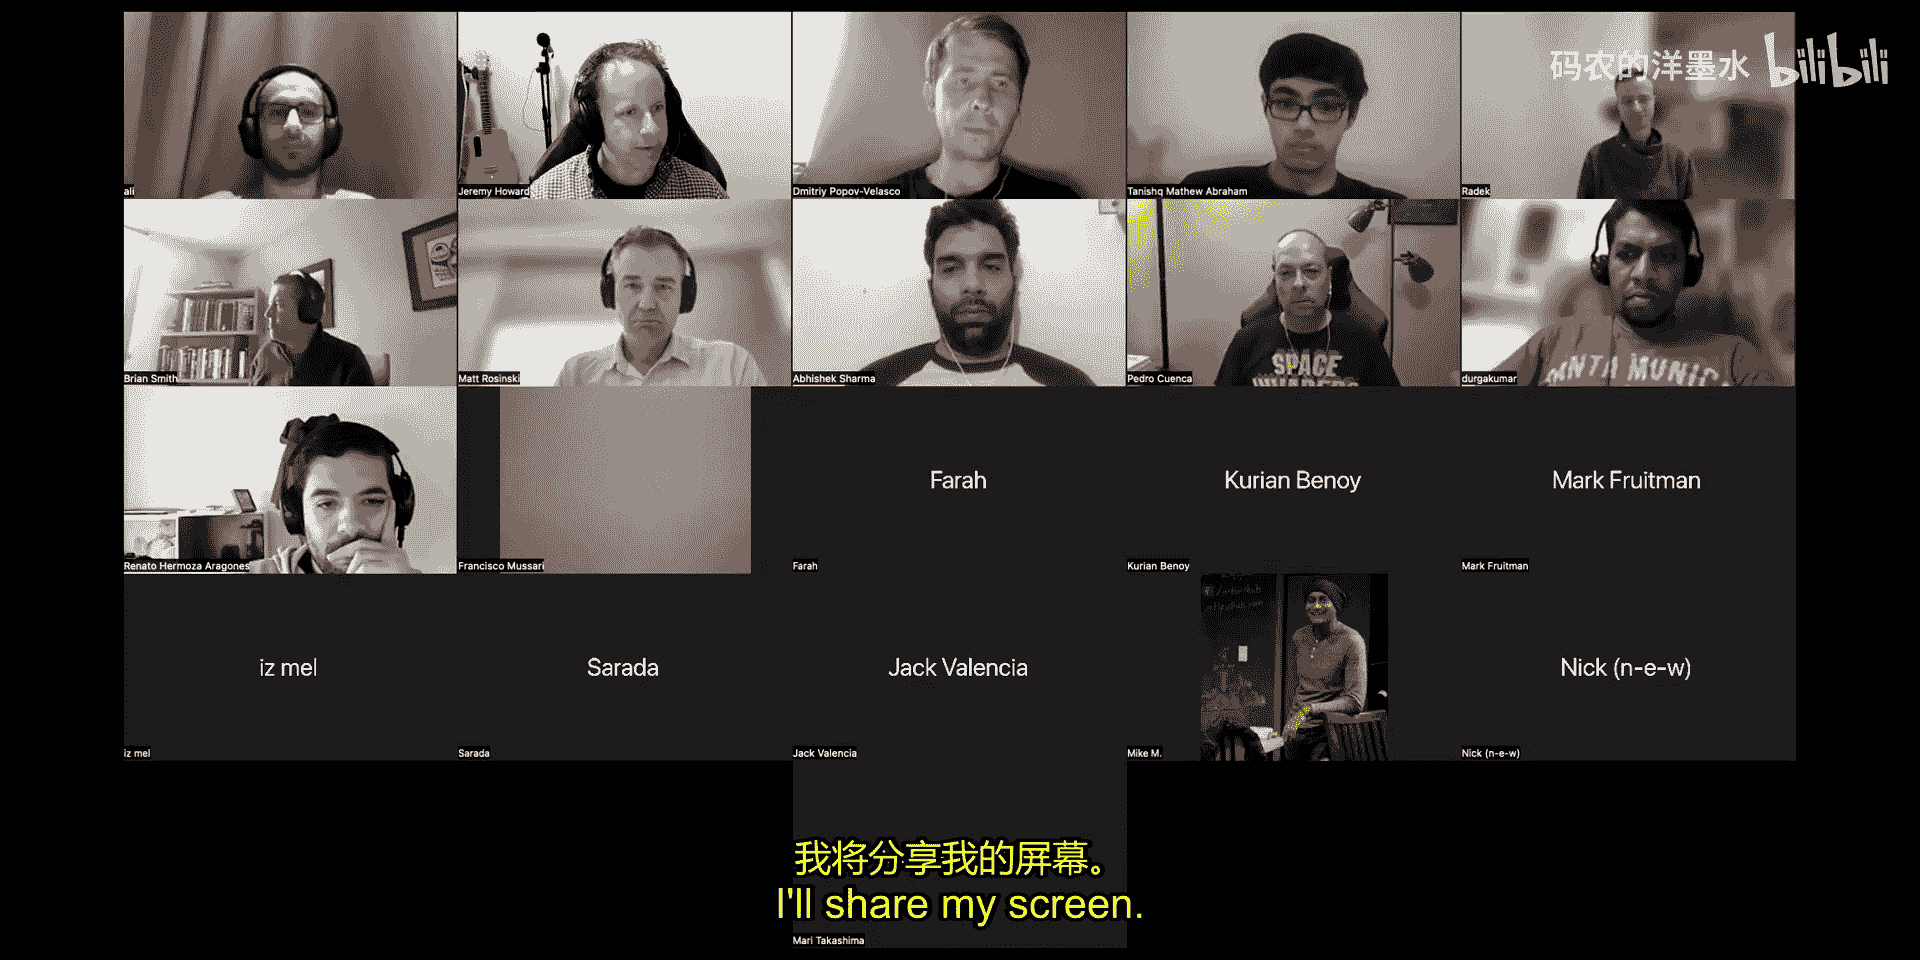 码农的洋墨水 bilibili
ali
Jeremy Howard
Dmitriy Popov-Velasco
Tanishq Mathew Abraham
Radek
Brian Smith
Matt Rosinski
Abhishek Sharma
SPACE
INVADERS
Pedro Cuenca
ANTA MUNIC
durgakumar
Renato Hermoza Aragones
Francisco Mussari
Farah
Farah
Kurian Benoy
Kurian Benoy
Mark Fruitman
Mark Fruitman
iz mel
iz mel
Sarada
Sarada
Jack Valencia
Jack Valencia
Mike M.
Nick (n-e-w)
Nick (n-e-w)
我将分享我的屏幕。
I'll share my screen.
Mari Takashima